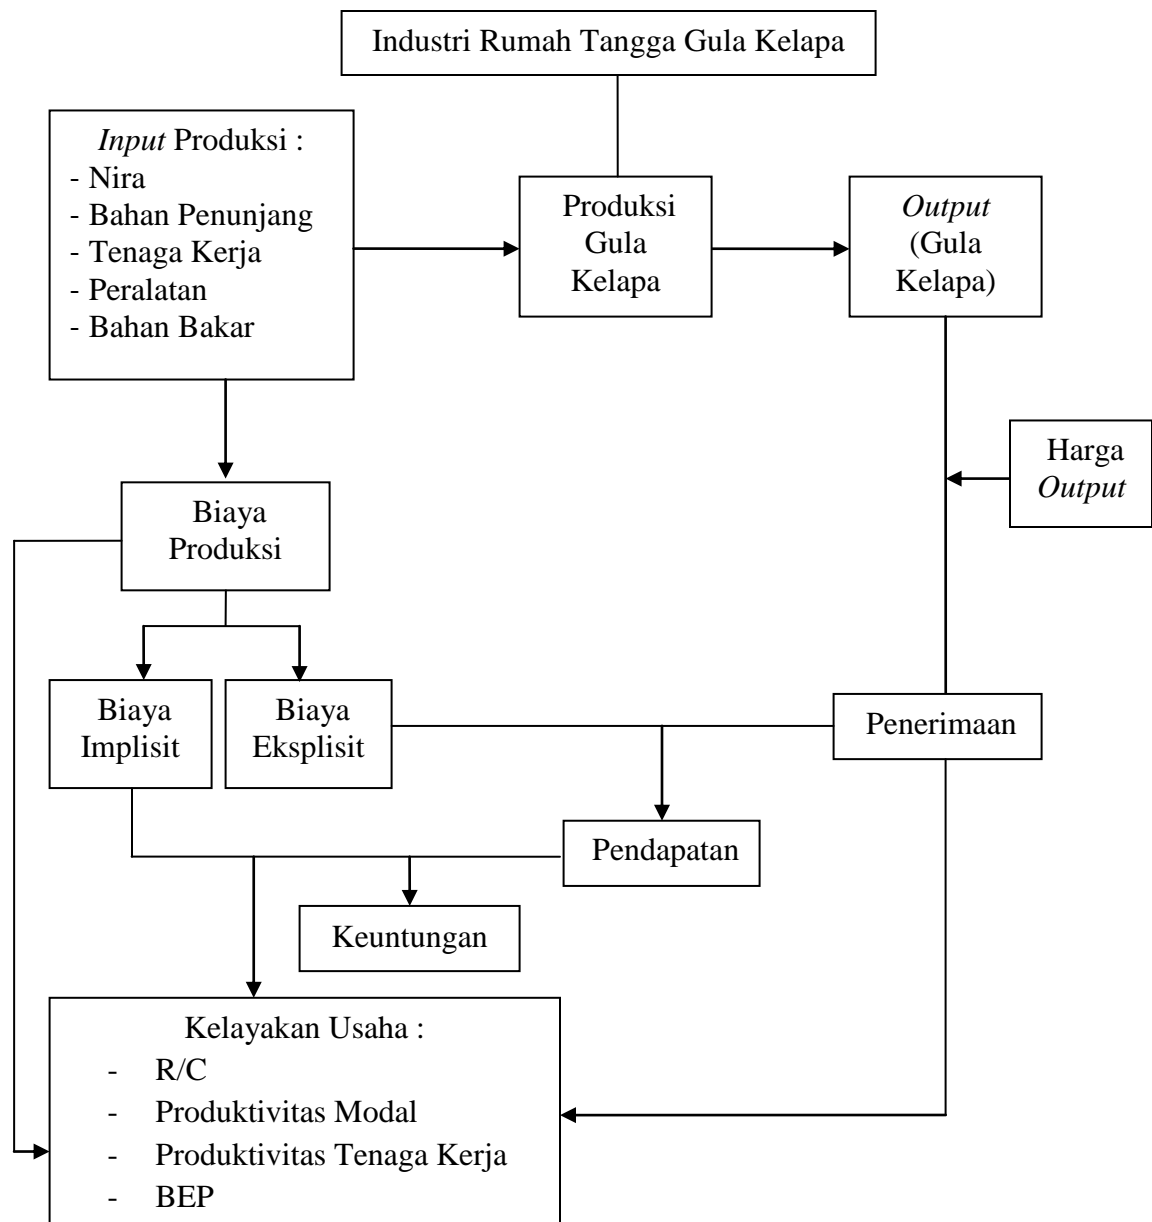 Industri Rumah Tangga Gula Kelapa
Input Produksi :
- Nira
- Bahan Penunjang
- Tenaga Kerja
- Peralatan
- Bahan Bakar
Produksi
Gula
Kelapa
Output
(Gula
Kelapa)
Harga
Output
Biaya
Produksi
Biaya
Implisit
Biaya
Eksplisit
Penerimaan
Pendapatan
Keuntungan
Kelayakan Usaha :
- R/C
- Produktivitas Modal
- Produktivitas Tenaga Kerja
- BEP